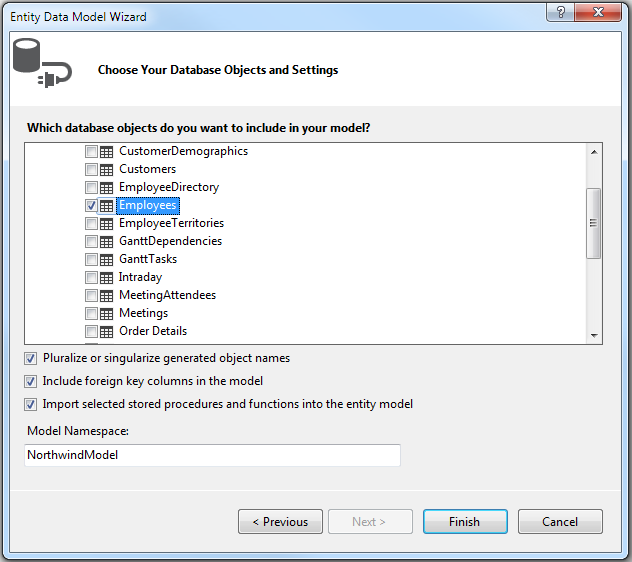 Entity Data Model Wizard
?
Choose Your Database Objects and Settings
Which database objects do you want to include in your model?
CustomerDemographics
Customers
EmployeeDirectory
Employees
EmployeeTerritories
GanttDependencies
GanttTasks
Intraday
MeetingAttendees
Meetings
Order Details
Pluralize or singularize generated object names
Include foreign key columns in the model
Import selected stored procedures and functions into the entity model
Model Namespace:
NorthwindModel
< Previous
Next >
Finish
Cancel